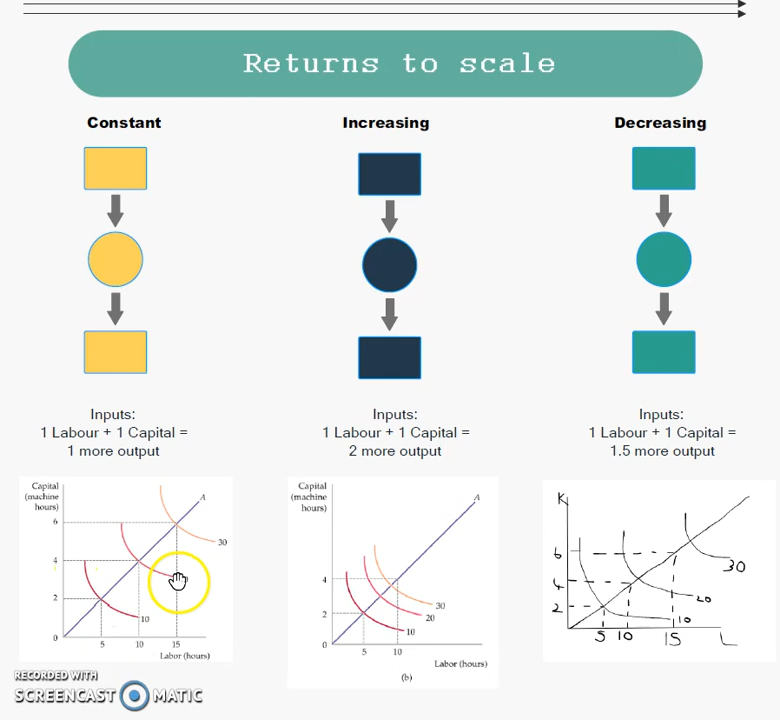 Returns to scale
Constant
Increasing
Decreasing
Inputs:
1 Labour + 1 Capital =
1 more output
Inputs:
1 Labour + 1 Capital =
2 more output
Inputs:
1 Labour + 1 Capital =
1.5 more output
Capital
(machine
hours)
A
6
4
2
0
30
10
5 10 15
Labor (hours)
Capital
(machine
hours)
A
4
2
0
30
20
10
5 10
Labor (hours)
(b)
K
6
4
2
30
20
10
5 10 15 L
RECORDED WITH
SCREENCAST MATIC